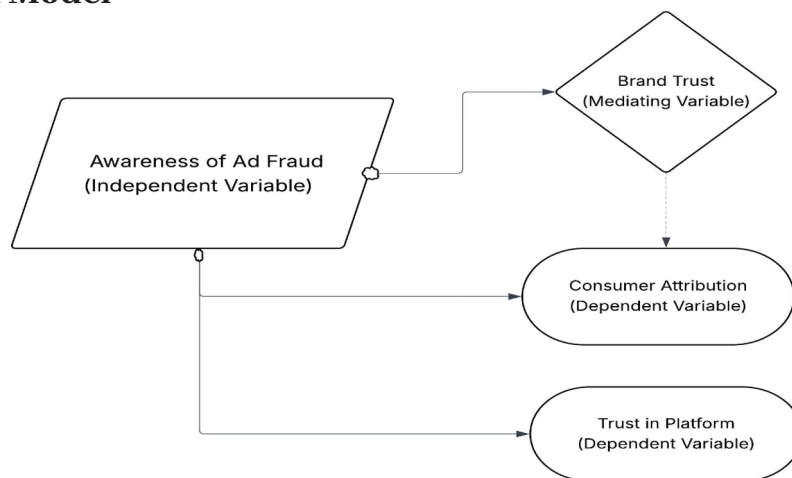 Model
Brand Trust
(Mediating Variable)
Awareness of Ad Fraud
(Independent Variable)
Consumer Attribution
(Dependent Variable)
Trust in Platform
(Dependent Variable)